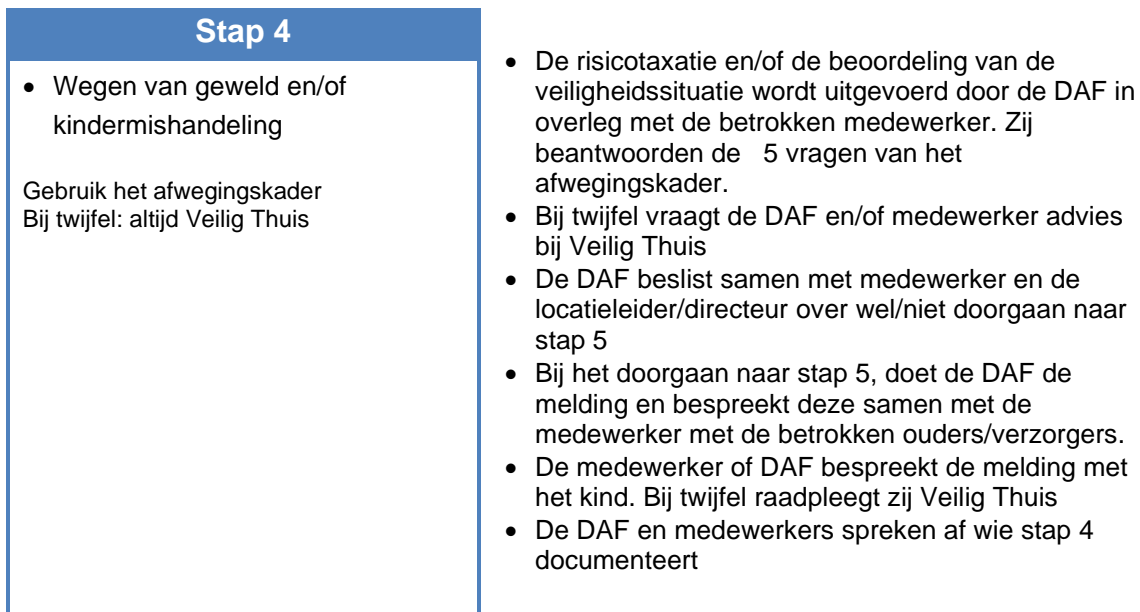 Stap 4
• Wegen van geweld en/of
kindermishandeling
Gebruik het afwegingskader
Bij twijfel: altijd Veilig Thuis
• De risicotaxatie en/of de beoordeling van de
veiligheidssituatie wordt uitgevoerd door de DAF in
overleg met de betrokken medewerker. Zij
beantwoorden de 5 vragen van het
afwegingskader.
• Bij twijfel vraagt de DAF en/of medewerker advies
bij Veilig Thuis
• De DAF beslist samen met medewerker en de
locatieleider/directeur over wel/niet doorgaan naar
stap 5
• Bij het doorgaan naar stap 5, doet de DAF de
melding en bespreekt deze samen met de
medewerker met de betrokken ouders/verzorgers.
• De medewerker of DAF bespreekt de melding met
het kind. Bij twijfel raadpleegt zij Veilig Thuis
• De DAF en medewerkers spreken af wie stap 4
documenteert